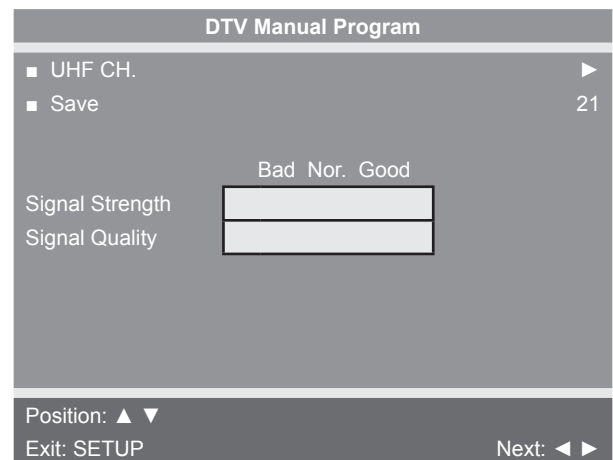 DTV Manual Program
■ UHF CH. ►
■ Save 21
Bad Nor. Good
Signal Strength
Signal Quality
Position: ▲ ▼
Exit: SETUP Next: ◄ ►